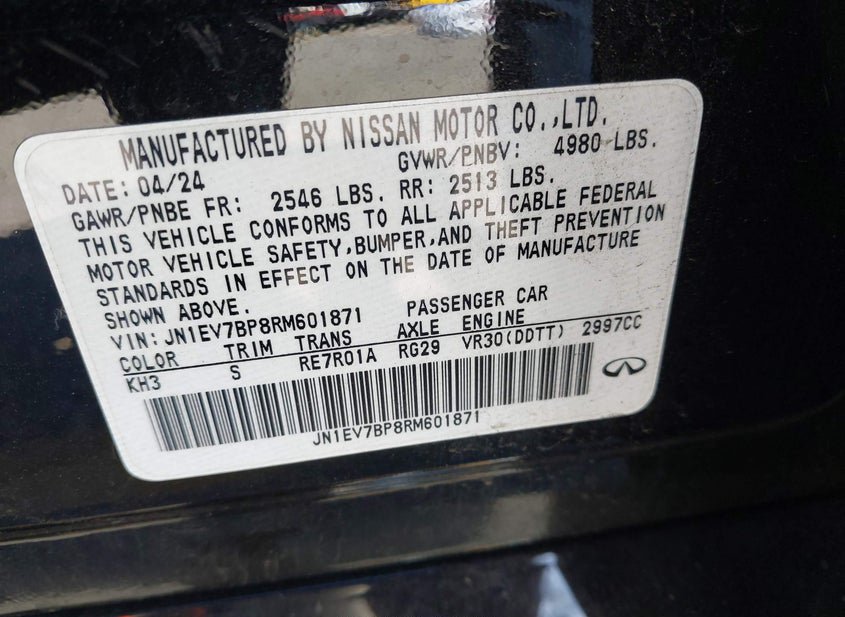 MANUFACTURED BY NISSAN MOTOR CO.,LTD.
DATE: 04/24 GVWR/PNBV: 4980 LBS.
GAWR/PNBE FR: 2546 LBS. RR: 2513 LBS.
THIS VEHICLE CONFORMS TO ALL APPLICABLE FEDERAL
MOTOR VEHICLE SAFETY,BUMPER,AND THEFT PREVENTION
STANDARDS IN EFFECT ON THE DATE OF MANUFACTURE
SHOWN ABOVE.
VIN: JN1EV7BP8RM601871 PASSENGER CAR
COLOR TRIM TRANS AXLE ENGINE
KH3 S RE7R01A RG29 VR30(DDTT) 2997CC
JN1EV7BP8RM601871